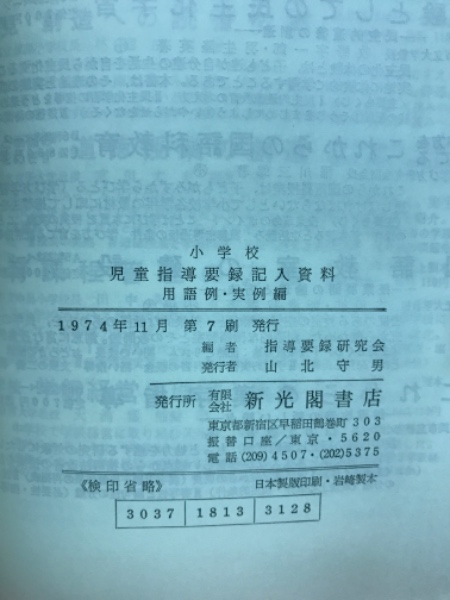 小学校
児童指導要録記入資料
用語例・実例編
1974年11月 第7刷 発行
編者 指導要録研究会
発行者 山北守男
発行所 有限会社 新光閣書店
東京都新宿区早稲田鶴巻町303
振替口座／東京・5620
電話(209)4507・(202)5375
《検印省略》 日本製版印刷・岩崎製本
3037 1813 3128